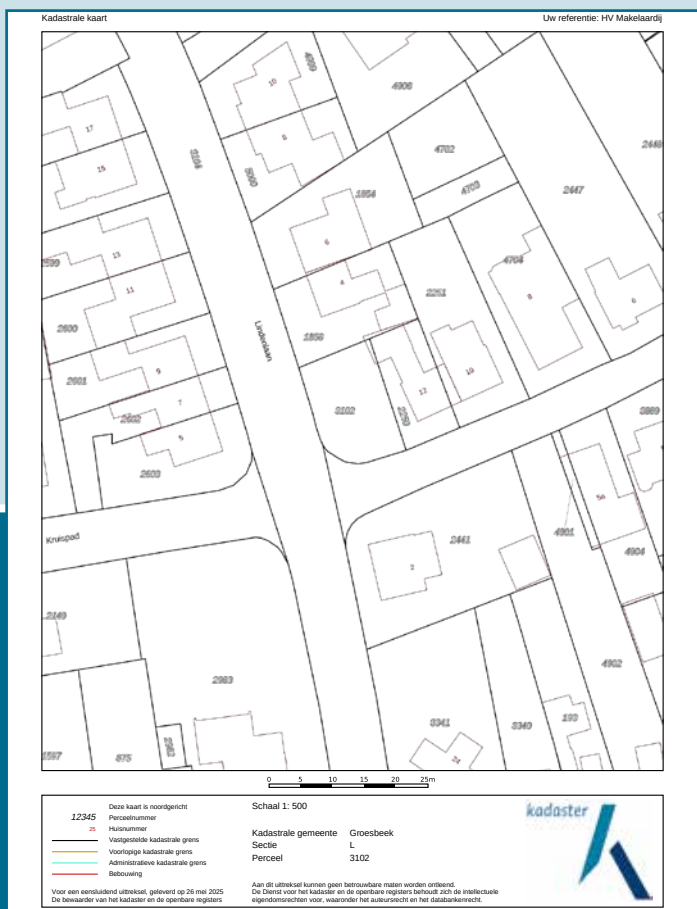 Kadastrale kaart
Uw referentie: HV Makelaardij
10
4909
4906
17
8
5104
5090
15
4702
2448
4703
1854
2447
13
6
2599
4704
11
4
2251
8
6
2600
Lindenlaan
1858
9
2601
10
7
12
2602
3102
2250
3889
5
2603
5a
4901
Kruispad
2441
2
4904
2149
4902
2983
3341
3340
193
1597
875
2982
24
0 5 10 15 20 25m
Deze kaart is noordgericht
12345 Perceelnummer
25 Huisnummer
Vastgestelde kadastrale grens
Voorlopige kadastrale grens
Administratieve kadastrale grens
Bebouwing
Voor een eensluidend uittreksel, geleverd op 26 mei 2025
De bewaarder van het kadaster en de openbare registers
Schaal 1: 500
Kadastrale gemeente Groesbeek
Sectie L
Perceel 3102
Aan dit uittreksel kunnen geen betrouwbare maten worden ontleend.
De Dienst voor het kadaster en de openbare registers behoudt zich de intellectuele
eigendomsrechten voor, waaronder het auteursrecht en het databankenrecht.
kadaster